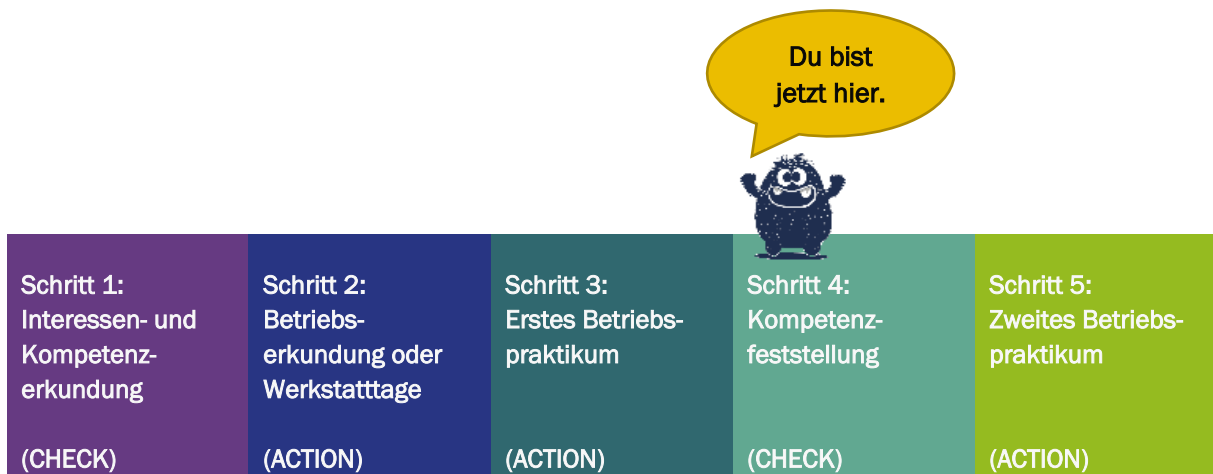 Du bist
jetzt hier.
Schritt 1:
Interessen- und
Kompetenz-
erkundung
(CHECK)
Schritt 2:
Betriebs-
erkundung oder
Werkstatttage
(ACTION)
Schritt 3:
Erstes Betriebs-
praktikum
(ACTION)
Schritt 4:
Kompetenz-
feststellung
(CHECK)
Schritt 5:
Zweites Betriebs-
praktikum
(ACTION)